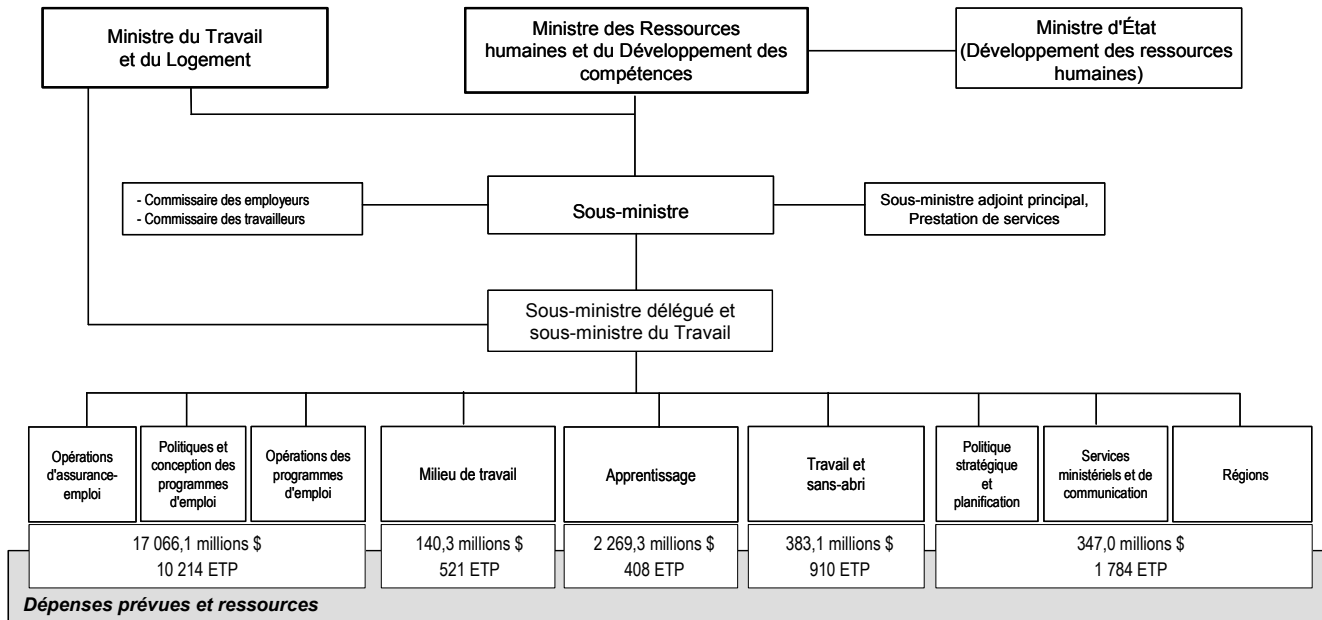 Ministre du Travail
et du Logement
Ministre des Ressources
humaines et du Développement des
compétences
Ministre d'État
(Développement des ressources
humaines)
- Commissaire des employeurs
- Commissaire des travailleurs
Sous-ministre
Sous-ministre adjoint principal,
Prestation de services
Sous-ministre délégué et
sous-ministre du Travail
Opérations
d'assurance-
emploi
Politiques et
conception des
programmes
d'emploi
Opérations des
programmes
d'emploi
Milieu de travail
Apprentissage
Travail et
sans-abri
Politique
stratégique
et
planification
Services
ministériels et de
communication
Régions
17 066,1 millions $
10 214 ETP
140,3 millions $
521 ETP
2 269,3 millions $
408 ETP
383,1 millions $
910 ETP
347,0 millions $
1 784 ETP
Dépenses prévues et ressources